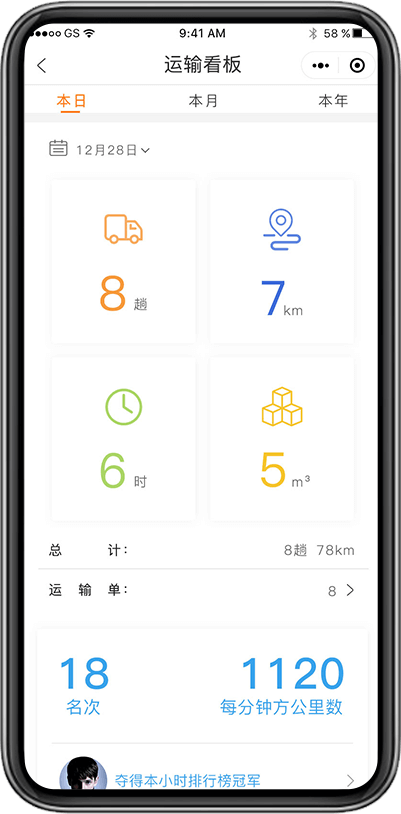 GS 9:41 AM 58 %
运输看板
本日 本月 本年
12月28日
8 趟 7 km
6 时 5 m³
总 计： 8趟 78km
运 输 单： 8
18 1120
名次 每分钟方公里数
夺得本小时排行榜冠军